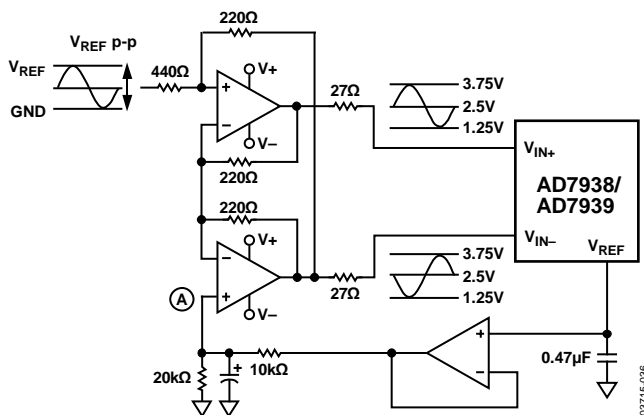 V_REF p-p
V_REF
GND
440Ω
220Ω
V+
+
–
V–
27Ω
3.75V
2.5V
1.25V
220Ω
220Ω
V+
–
+
V–
A
27Ω
3.75V
2.5V
1.25V
V_IN+
AD7938/
AD7939
V_IN–
V_REF
20kΩ
+
10kΩ
+
–
0.47µF